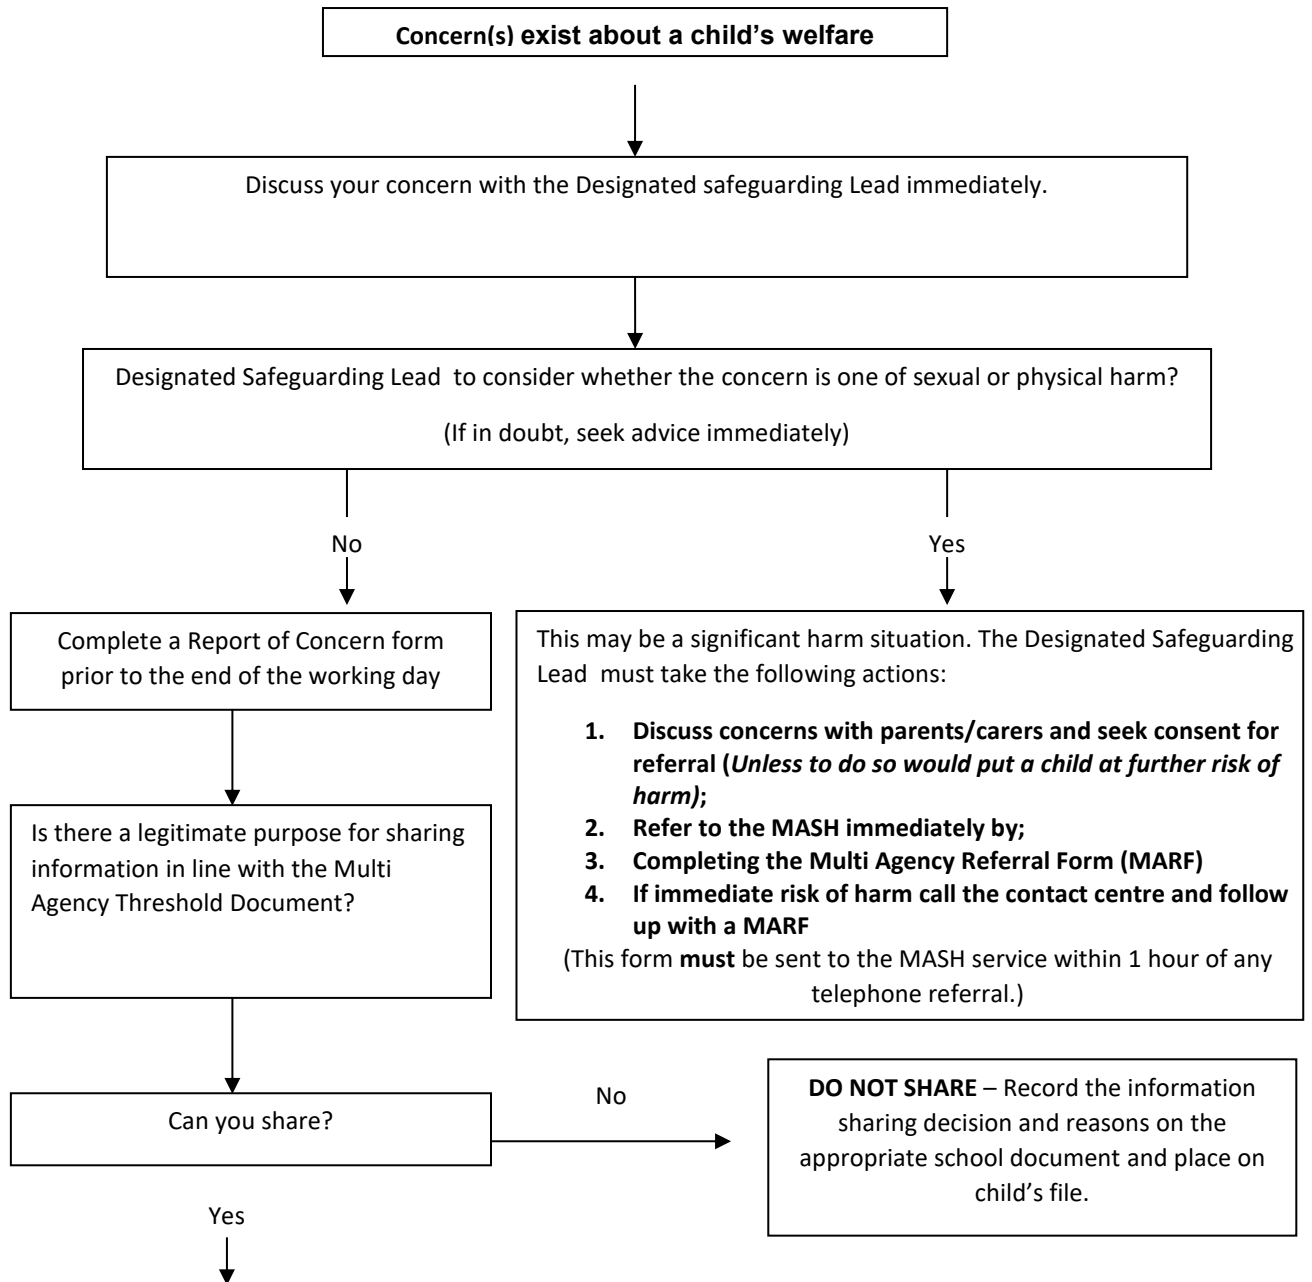 Concern(s) exist about a child’s welfare
Discuss your concern with the Designated safeguarding Lead immediately.
Designated Safeguarding Lead to consider whether the concern is one of sexual or physical harm?
(If in doubt, seek advice immediately)
No
Yes
Complete a Report of Concern form
prior to the end of the working day
This may be a significant harm situation. The Designated Safeguarding
Lead must take the following actions:
1. Discuss concerns with parents/carers and seek consent for
referral (Unless to do so would put a child at further risk of
harm);
2. Refer to the MASH immediately by;
3. Completing the Multi Agency Referral Form (MARF)
4. If immediate risk of harm call the contact centre and follow
up with a MARF
(This form must be sent to the MASH service within 1 hour of any
telephone referral.)
Is there a legitimate purpose for sharing
information in line with the Multi
Agency Threshold Document?
Can you share?
No
DO NOT SHARE – Record the information
sharing decision and reasons on the
appropriate school document and place on
child’s file.
Yes